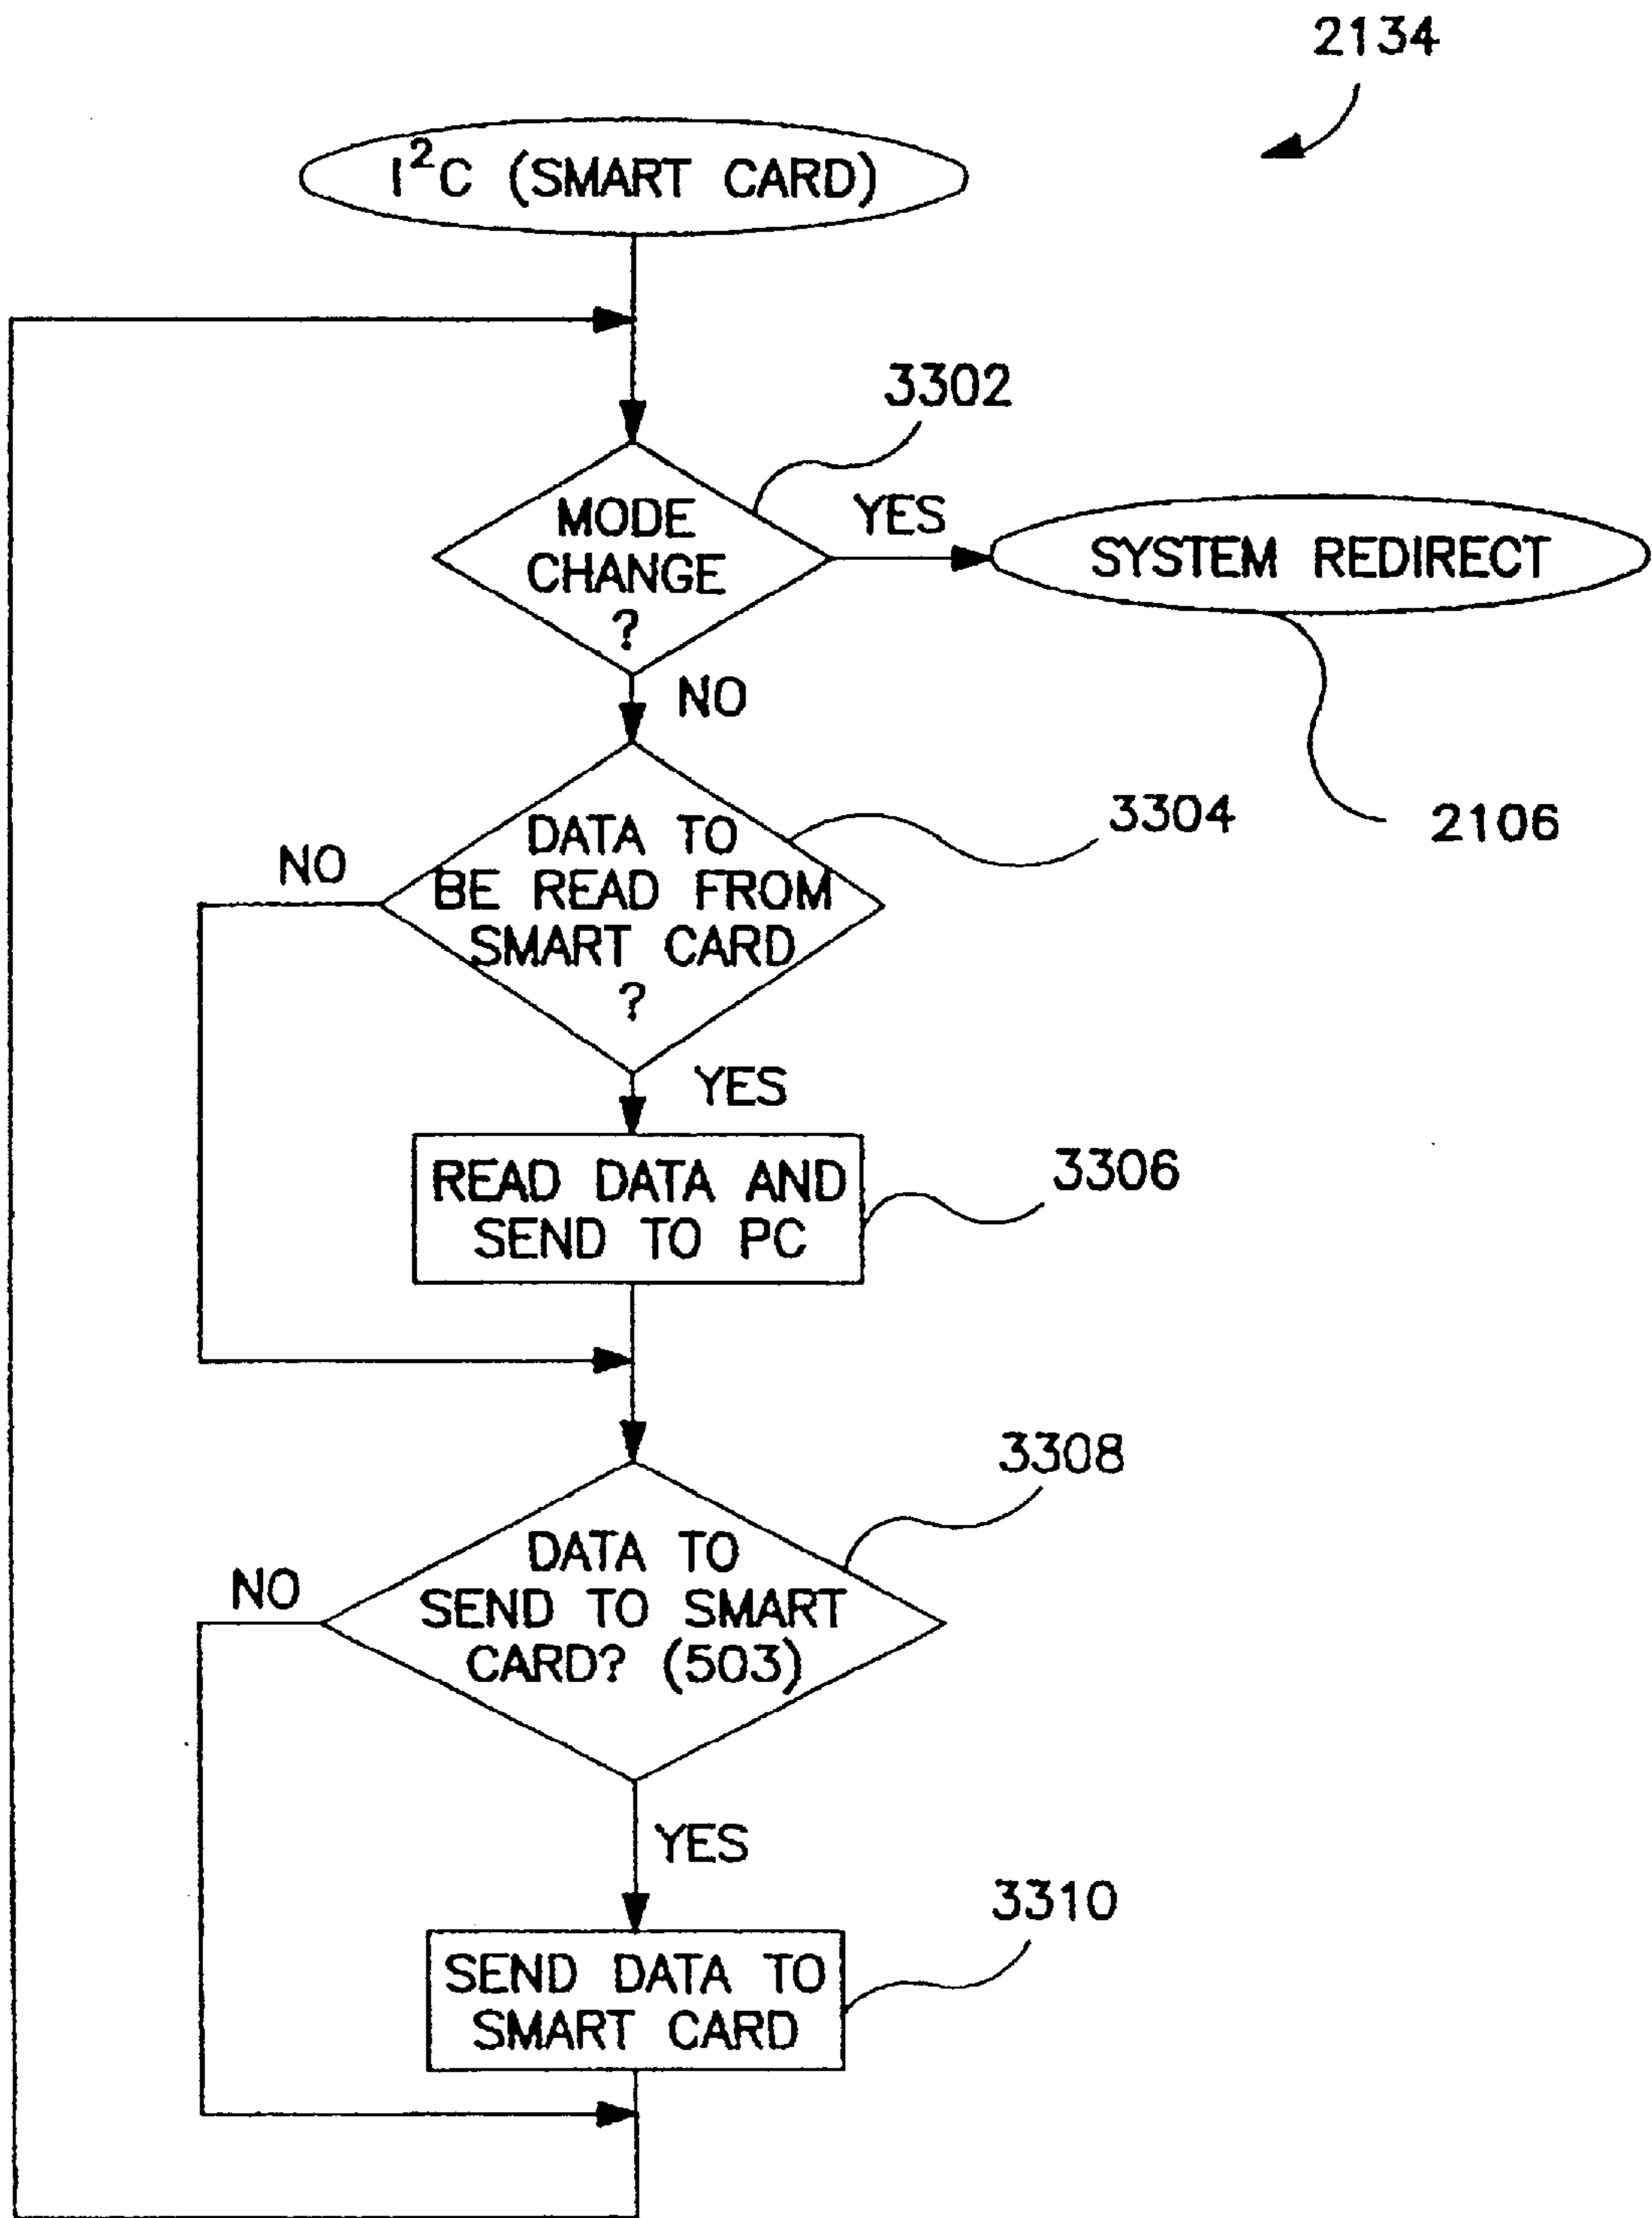 2134
I²C (SMART CARD)
3302
MODE
CHANGE
?
YES
SYSTEM REDIRECT
2106
NO
3304
DATA TO
BE READ FROM
SMART CARD
?
NO
YES
3306
READ DATA AND
SEND TO PC
3308
DATA TO
SEND TO SMART
CARD? (503)
NO
YES
3310
SEND DATA TO
SMART CARD